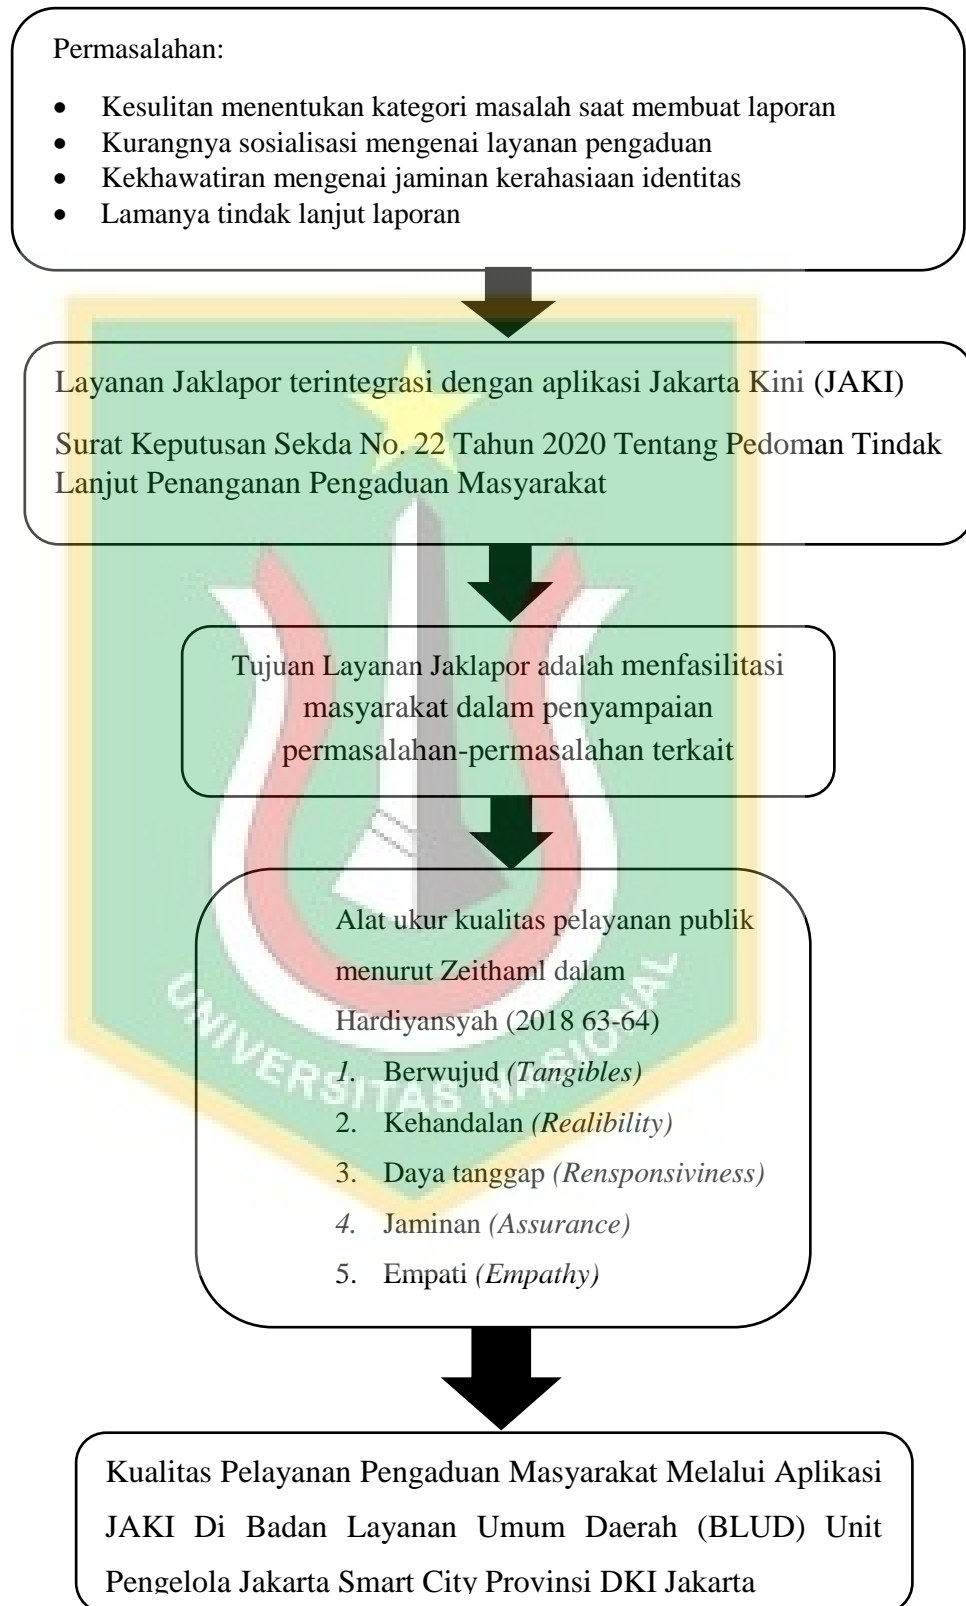 Permasalahan:
• Kesulitan menentukan kategori masalah saat membuat laporan
• Kurangnya sosialisasi mengenai layanan pengaduan
• Kekhawatiran mengenai jaminan kerahasiaan identitas
• Lamanya tindak lanjut laporan
Layanan Jaklapor terintegrasi dengan aplikasi Jakarta Kini (JAKI)
Surat Keputusan Sekda No. 22 Tahun 2020 Tentang Pedoman Tindak
Lanjut Penanganan Pengaduan Masyarakat
Tujuan Layanan Jaklapor adalah menfasilitasi
masyarakat dalam penyampaian
permasalahan-permasalahan terkait
Alat ukur kualitas pelayanan publik
menurut Zeithaml dalam
Hardiyansyah (2018 63-64)
1. Berwujud (Tangibles)
2. Kehandalan (Realibility)
3. Daya tanggap (Rensponsiviness)
4. Jaminan (Assurance)
5. Empati (Empathy)
UNIVERSITAS NASIONAL
Kualitas Pelayanan Pengaduan Masyarakat Melalui Aplikasi
JAKI Di Badan Layanan Umum Daerah (BLUD) Unit
Pengelola Jakarta Smart City Provinsi DKI Jakarta